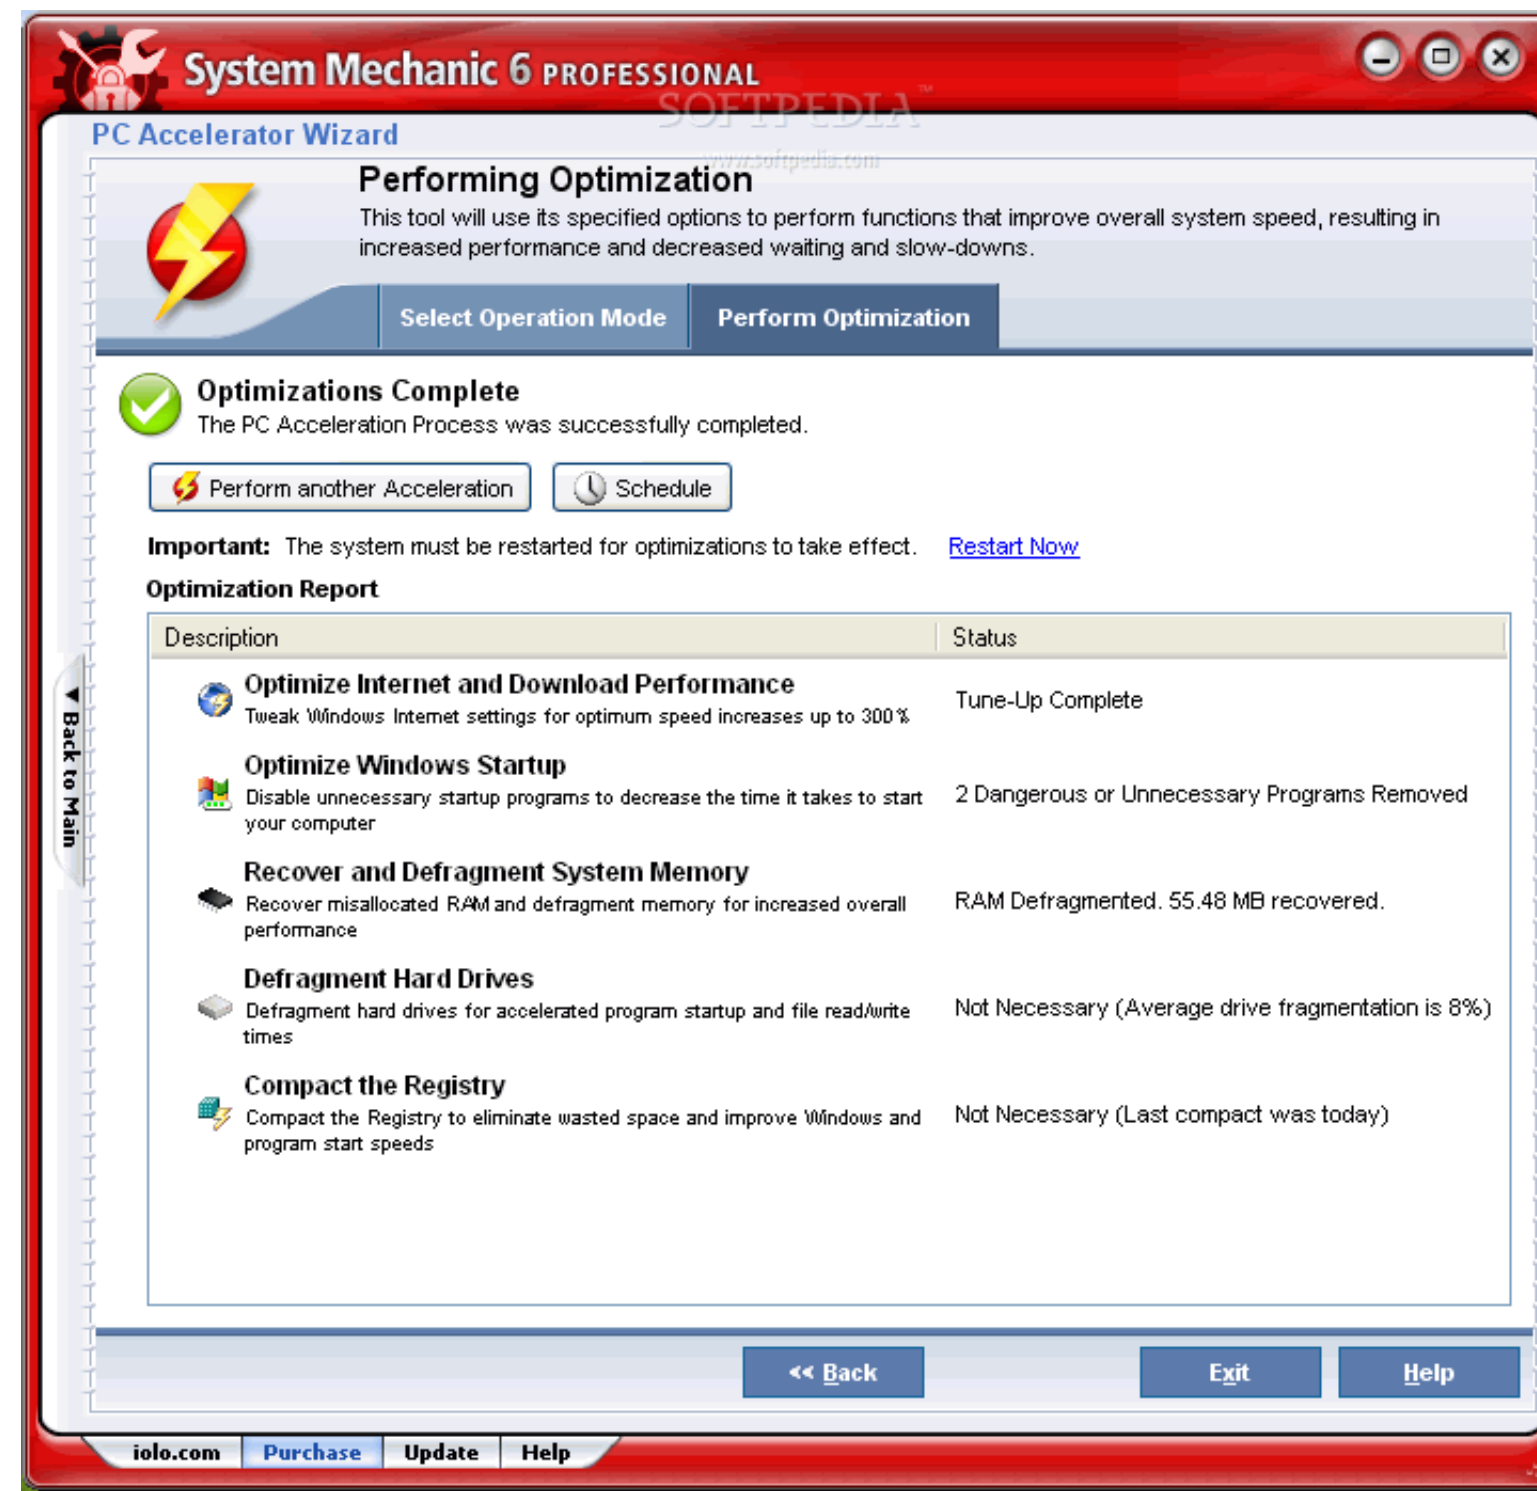 System Mechanic 6 PROFESSIONAL
SOFTPEDIA™
www.softpedia.com
PC Accelerator Wizard
Performing Optimization
This tool will use its specified options to perform functions that improve overall system speed, resulting in
increased performance and decreased waiting and slow-downs.
Select Operation Mode Perform Optimization
Optimizations Complete
The PC Acceleration Process was successfully completed.
Perform another Acceleration Schedule
Important: The system must be restarted for optimizations to take effect. Restart Now
Optimization Report
Description Status
Optimize Internet and Download Performance
Tweak Windows Internet settings for optimum speed increases up to 300%
Tune-Up Complete
Optimize Windows Startup
Disable unnecessary startup programs to decrease the time it takes to start
your computer
2 Dangerous or Unnecessary Programs Removed
Recover and Defragment System Memory
Recover misallocated RAM and defragment memory for increased overall
performance
RAM Defragmented. 55.48 MB recovered.
Defragment Hard Drives
Defragment hard drives for accelerated program startup and file read/write
times
Not Necessary (Average drive fragmentation is 8%)
Compact the Registry
Compact the Registry to eliminate wasted space and improve Windows and
program start speeds
Not Necessary (Last compact was today)
Back to Main
<< Back Exit Help
iolo.com Purchase Update Help